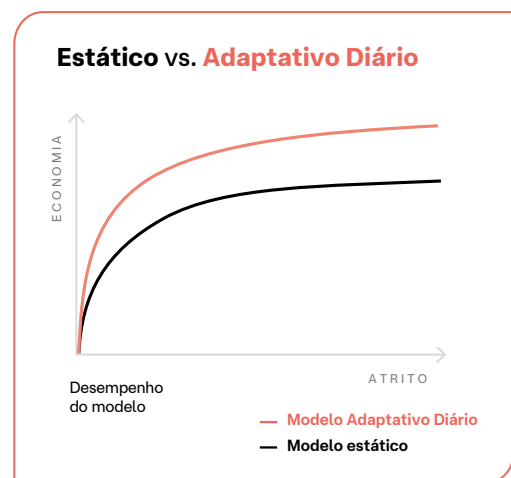 Estático vs. Adaptativo Diário
ECONOMIA
ATRITO
Desempenho
do modelo
Modelo Adaptativo Diário
Modelo estático